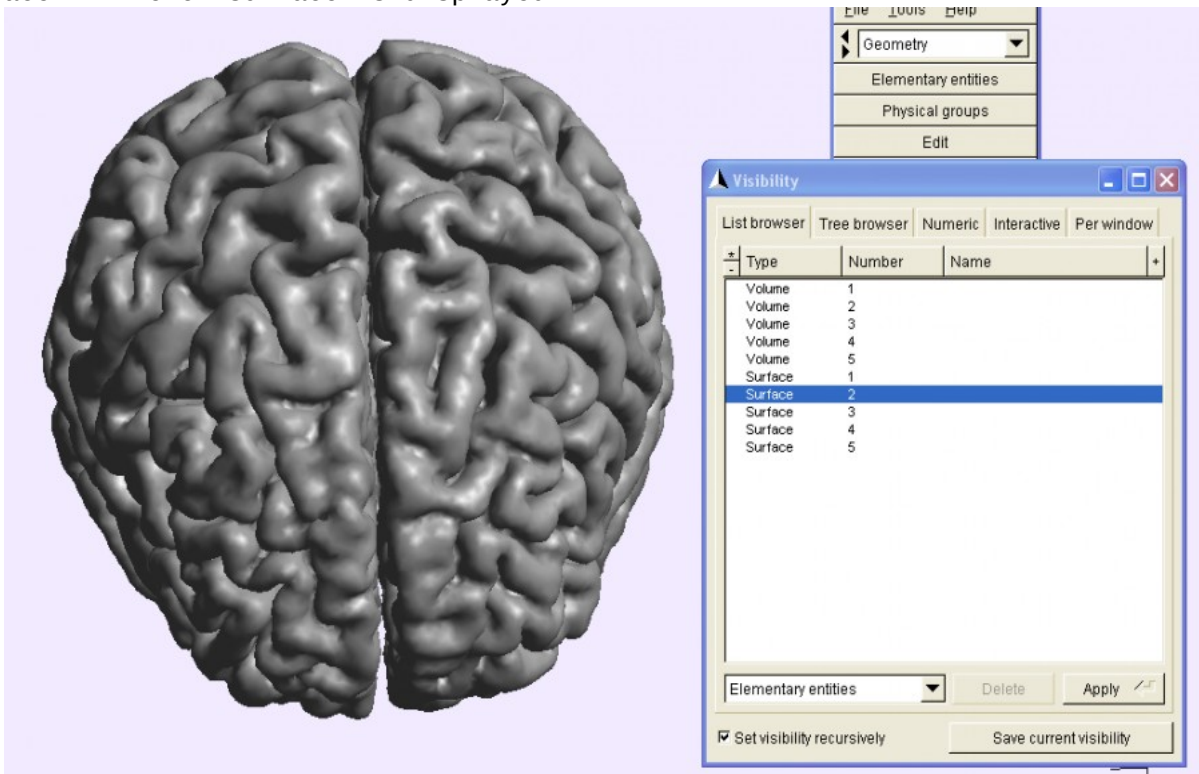 File Tools Help
Geometry
Elementary entities
Physical groups
Edit
Visibility
List browser Tree browser Numeric Interactive Per window
* - Type Number Name +
Volume 1
Volume 2
Volume 3
Volume 4
Volume 5
Surface 1
Surface 2
Surface 3
Surface 4
Surface 5
Elementary entities Delete Apply
Set visibility recursively Save current visibility